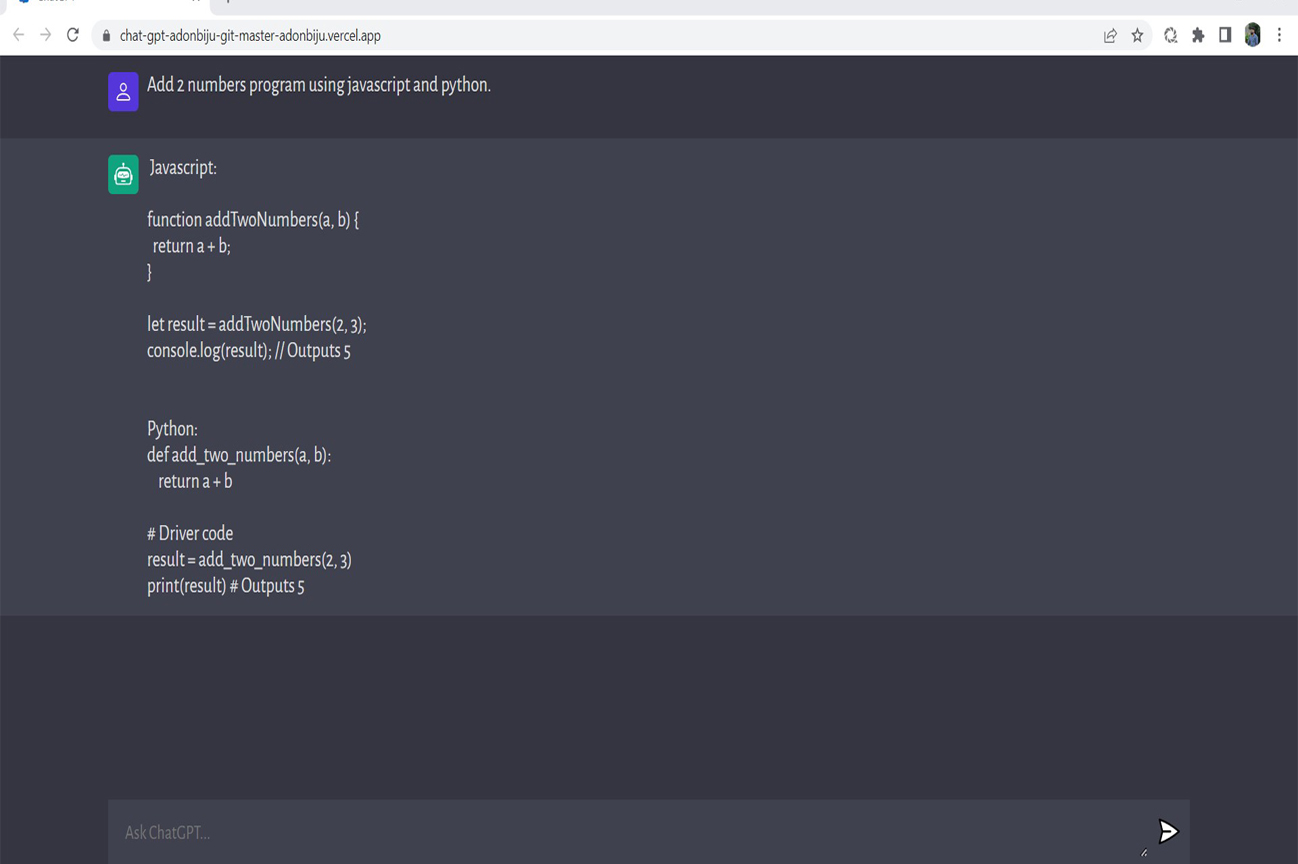 chat-gpt-adonbiju-git-master-adonbiju.vercel.app
Add 2 numbers program using javascript and python.
Javascript:
function addTwoNumbers(a, b) {
return a + b;
}
let result = addTwoNumbers(2, 3);
console.log(result); // Outputs 5
Python:
def add_two_numbers(a, b):
return a + b
# Driver code
result = add_two_numbers(2, 3)
print(result) # Outputs 5
Ask ChatGPT...